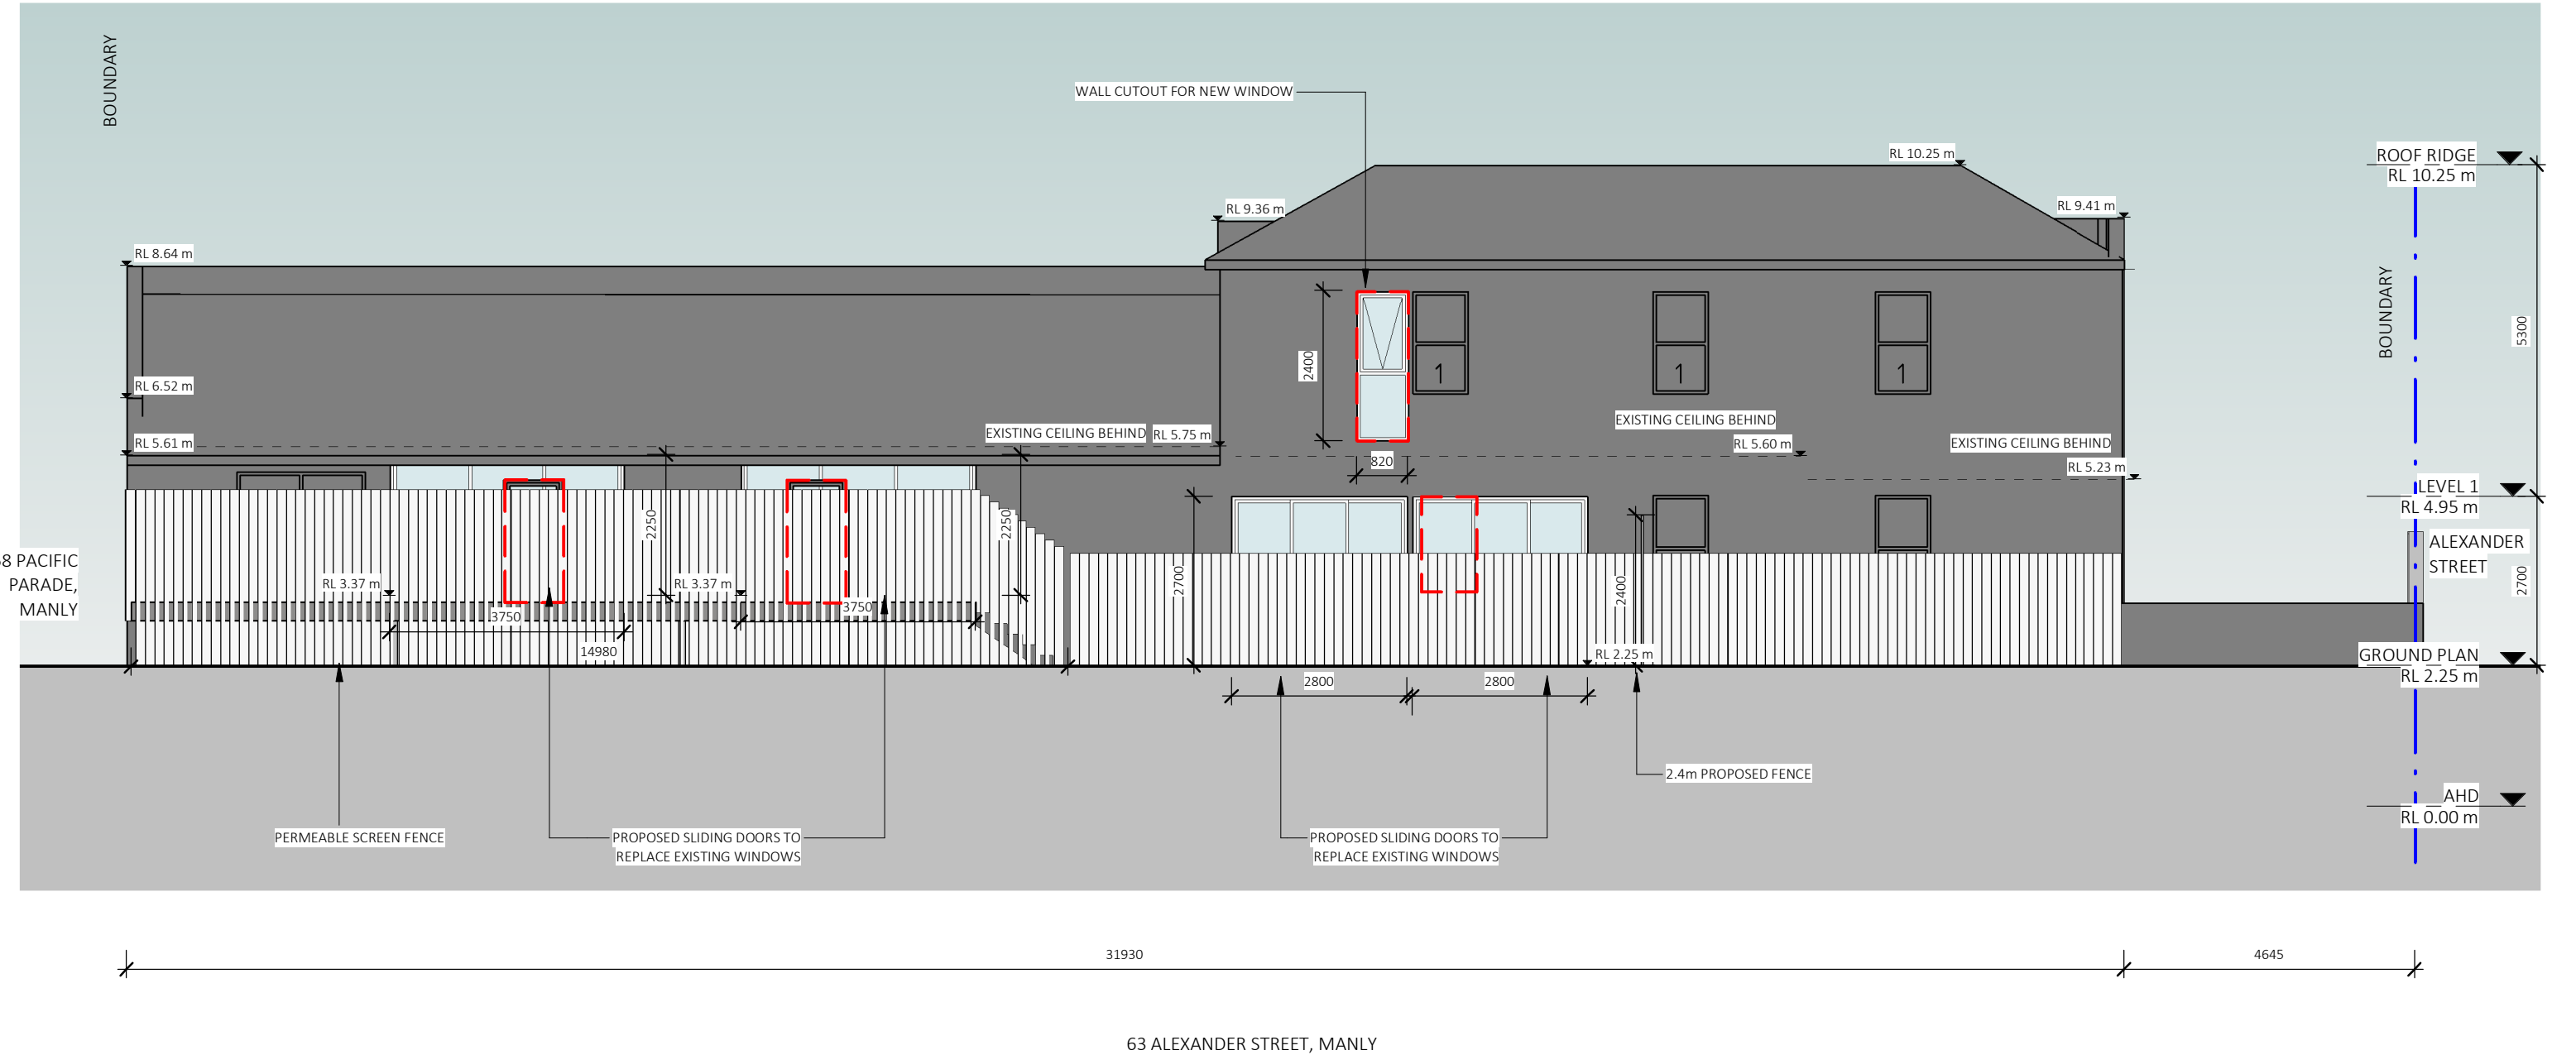 BOUNDARY
WALL CUTOUT FOR NEW WINDOW
RL 10.25 m
ROOF RIDGE
RL 10.25 m
RL 9.36 m
RL 9.41 m
RL 8.64 m
BOUNDARY
5300
2400
1
1
1
RL 6.52 m
EXISTING CEILING BEHIND
EXISTING CEILING BEHIND
RL 5.75 m
RL 5.61 m
RL 5.60 m
EXISTING CEILING BEHIND
820
RL 5.23 m
LEVEL 1
RL 4.95 m
2250
2250
8 PACIFIC
PARADE,
MANLY
ALEXANDER
STREET
RL 3.37 m
RL 3.37 m
2700
2400
2700
3750
3750
14980
RL 2.25 m
GROUND PLAN
RL 2.25 m
2800
2800
2.4m PROPOSED FENCE
AHD
RL 0.00 m
PERMEABLE SCREEN FENCE
PROPOSED SLIDING DOORS TO
REPLACE EXISTING WINDOWS
PROPOSED SLIDING DOORS TO
REPLACE EXISTING WINDOWS
31930
4645
63 ALEXANDER STREET, MANLY